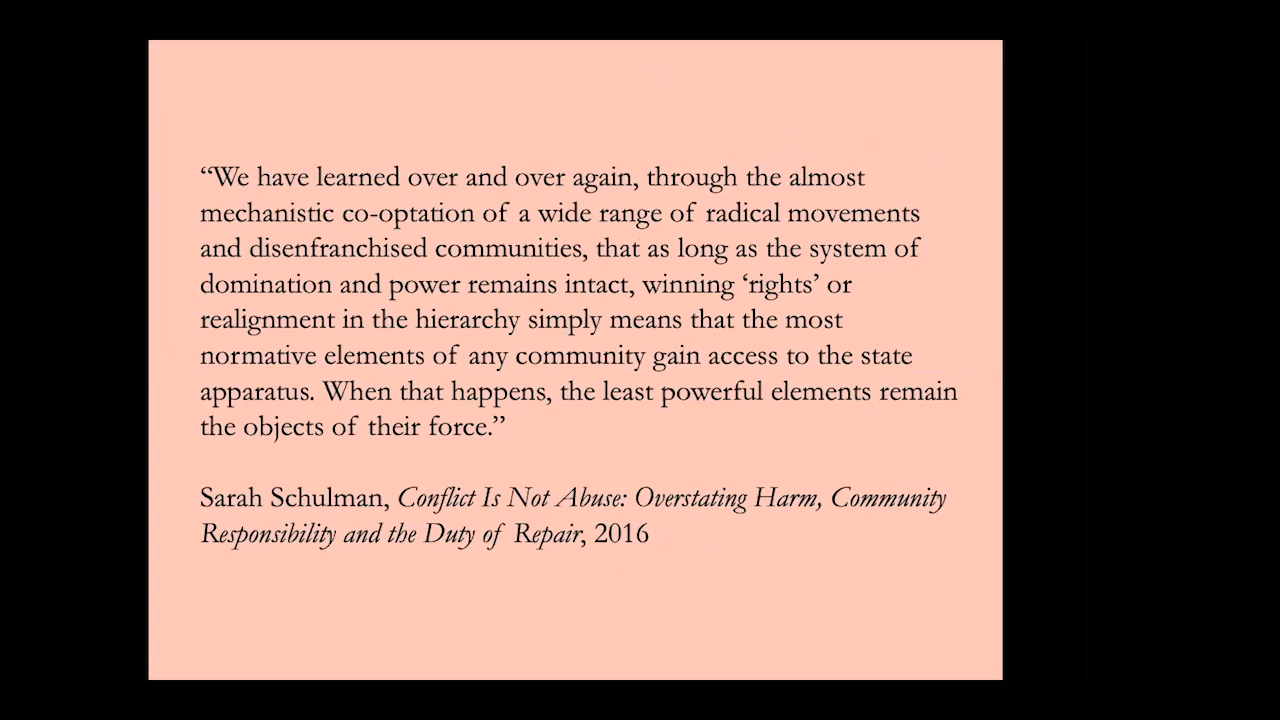 “We have learned over and over again, through the almost
mechanistic co-optation of a wide range of radical movements
and disenfranchised communities, that as long as the system of
domination and power remains intact, winning ‘rights’ or
realignment in the hierarchy simply means that the most
normative elements of any community gain access to the state
apparatus. When that happens, the least powerful elements remain
the objects of their force.”
Sarah Schulman, Conflict Is Not Abuse: Overstating Harm, Community
Responsibility and the Duty of Repair, 2016